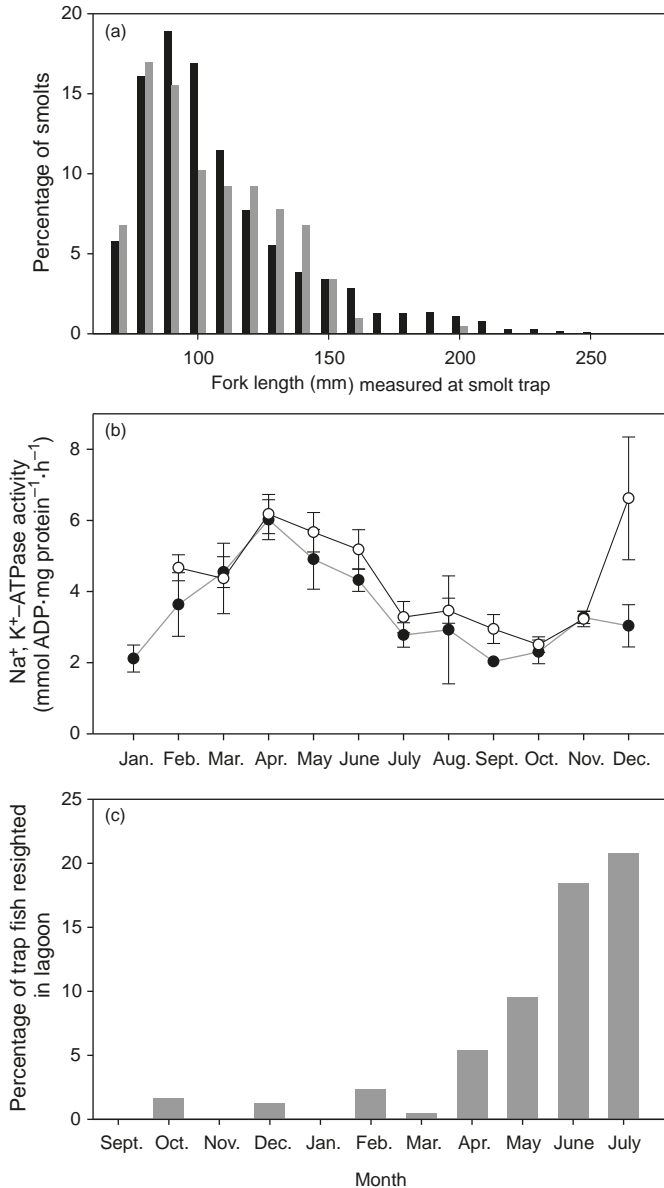 20
(a)
15
10
5
0
Percentage of smolts
100 150 200 250
Fork length (mm) measured at smolt trap
8
(b)
6
4
2
0
Na⁺, K⁺–ATPase activity
(mmol ADP·mg protein⁻¹·h⁻¹)
Jan. Feb. Mar. Apr. May June July Aug. Sept. Oct. Nov. Dec.
25
(c)
20
15
10
5
0
Percentage of trap fish resighted
in lagoon
Sept. Oct. Nov. Dec. Jan. Feb. Mar. Apr. May June July
Month